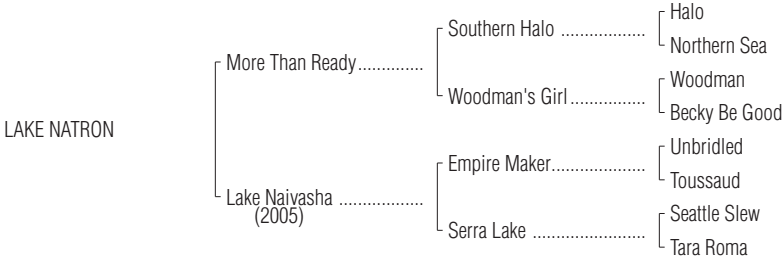 Halo
Southern Halo ..................
Northern Sea
More Than Ready..............
Woodman
Woodman's Girl................
Becky Be Good
LAKE NATRON
Unbridled
Empire Maker....................
Toussaud
Lake Naivasha ..................
(2005)
Seattle Slew
Serra Lake ........................
Tara Roma